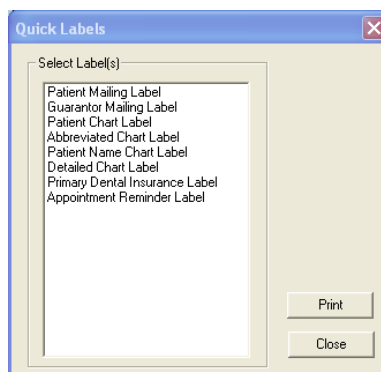 Quick Labels
Select Label(s)
Patient Mailing Label
Guarantor Mailing Label
Patient Chart Label
Abbreviated Chart Label
Patient Name Chart Label
Detailed Chart Label
Primary Dental Insurance Label
Appointment Reminder Label
Print
Close